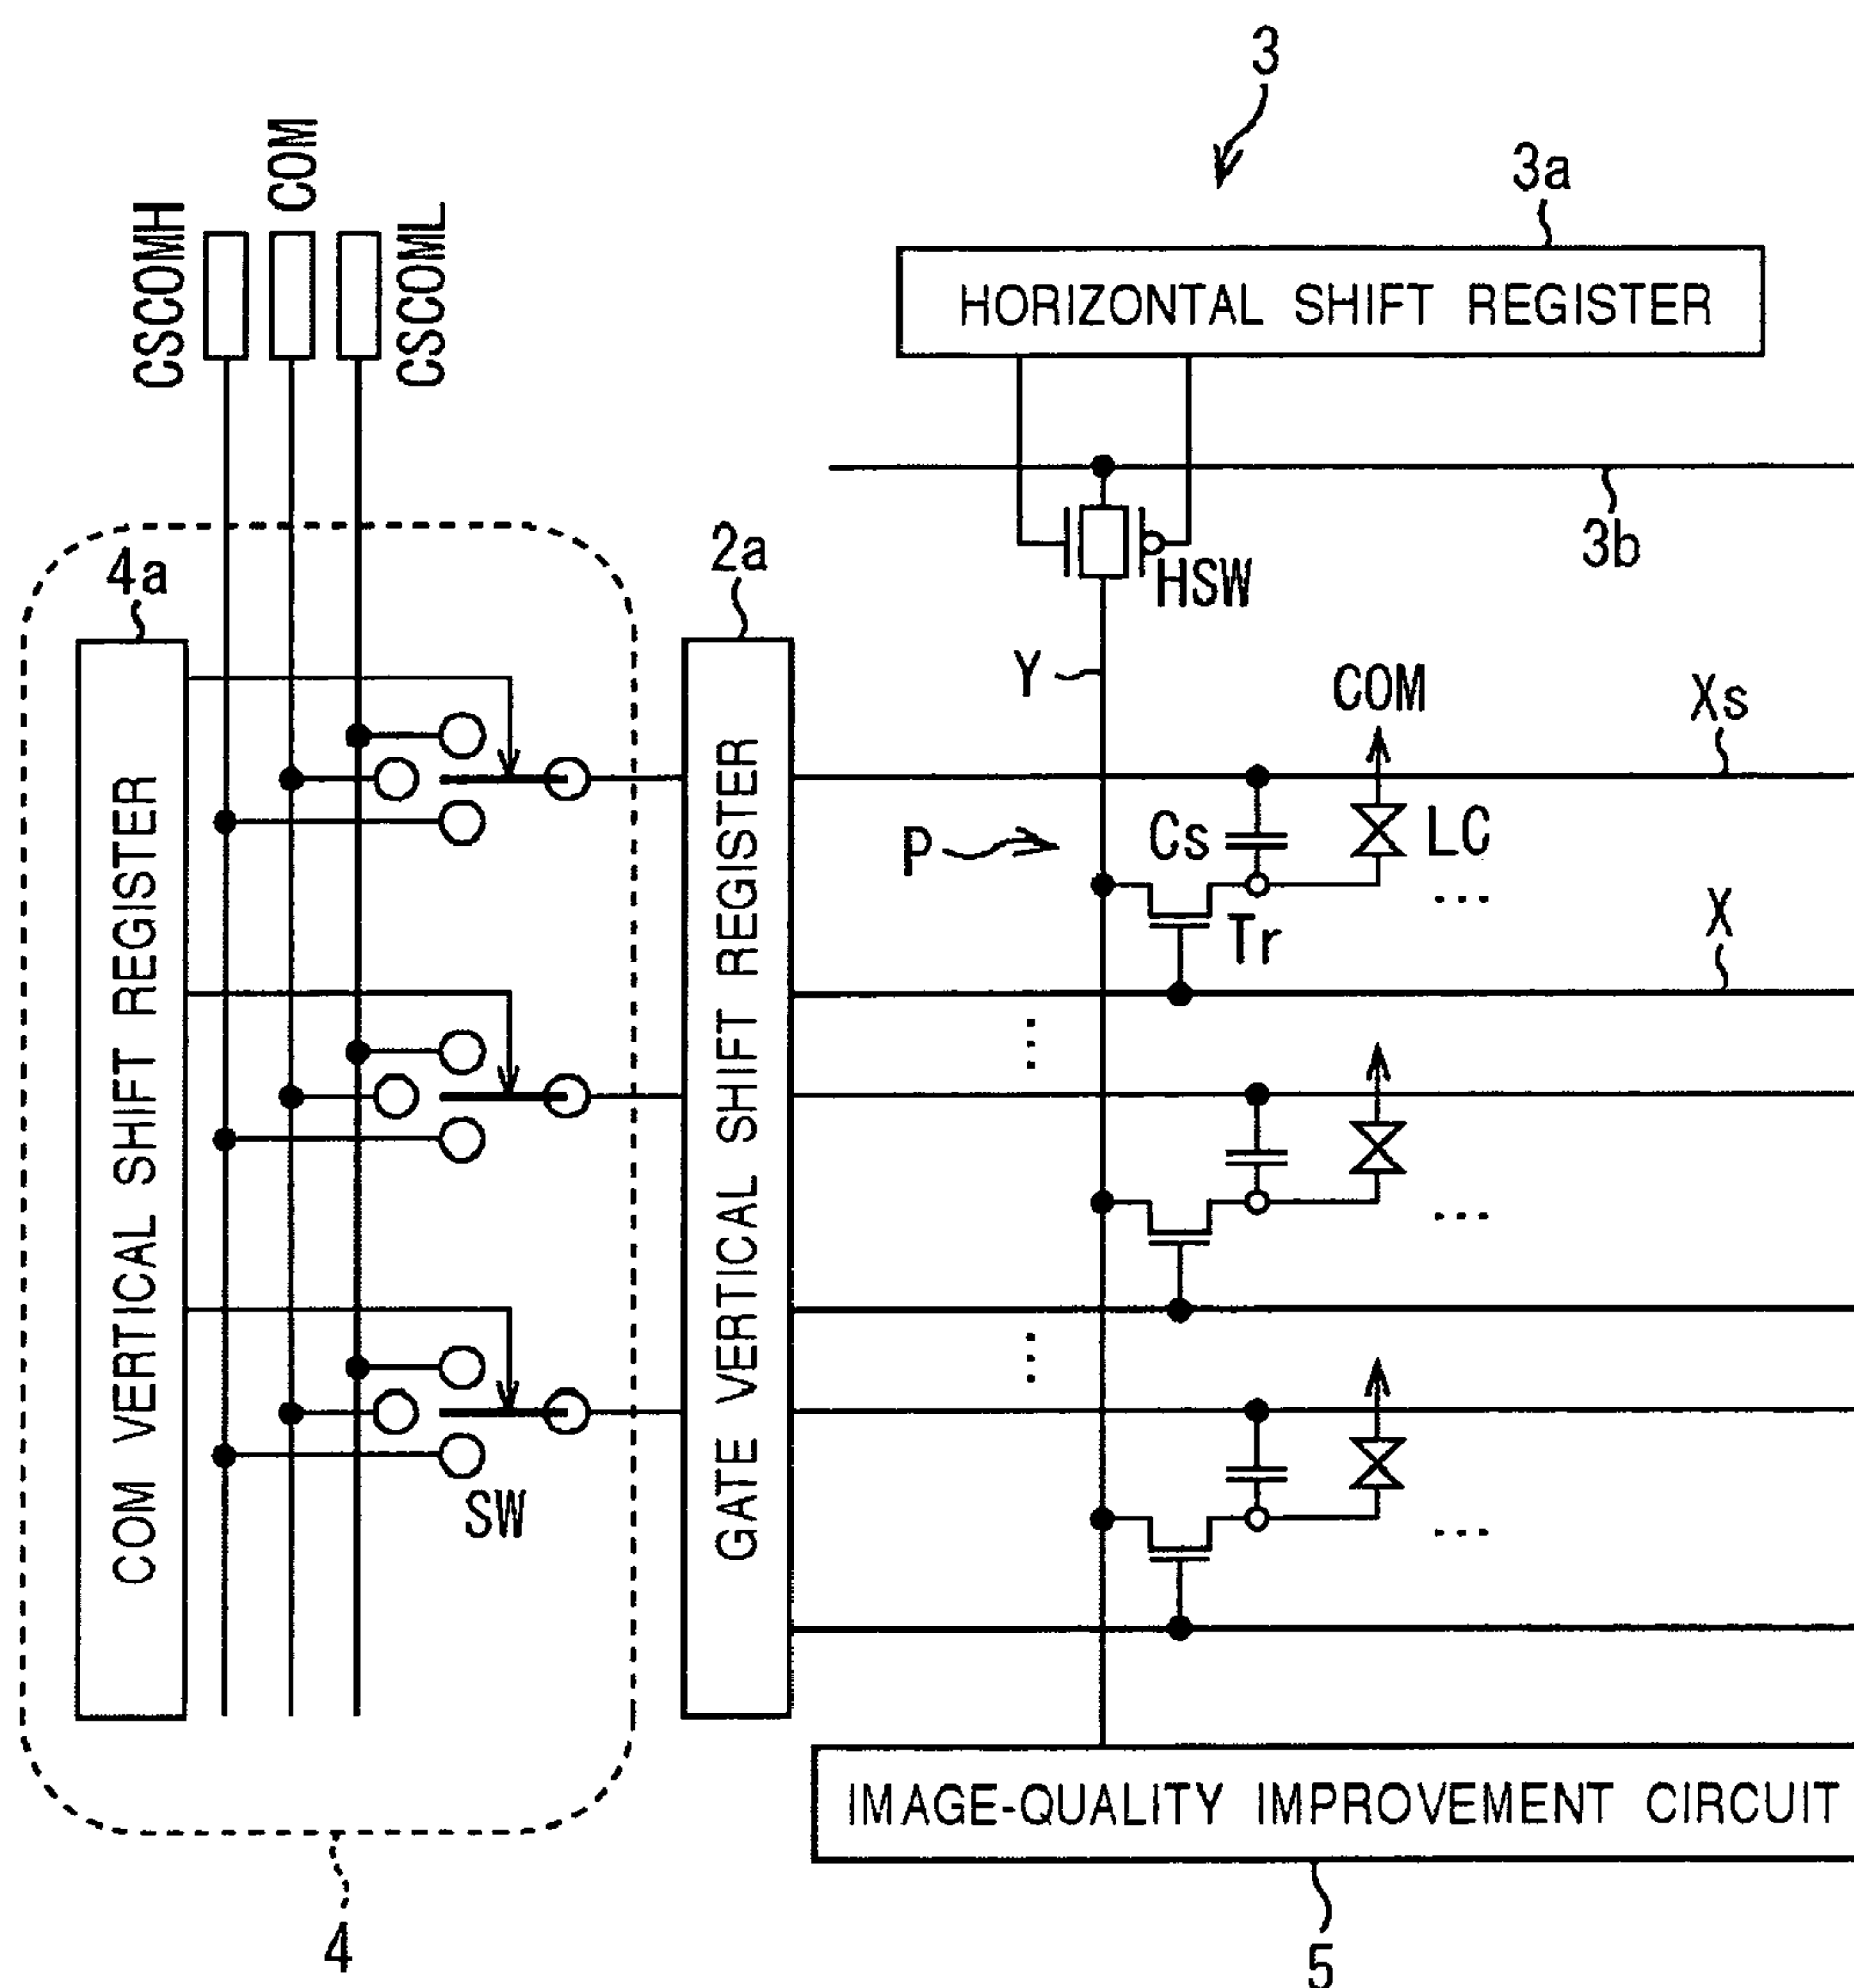 3
COM
CSCOMH
CSCOML
3a
HORIZONTAL SHIFT REGISTER
3b
HSW
4a
2a
Y
COM
Xs
P
Cs
LC
...
Tr
X
...
COM VERTICAL SHIFT REGISTER
GATE VERTICAL SHIFT REGISTER
...
...
SW
...
IMAGE-QUALITY IMPROVEMENT CIRCUIT
4
5